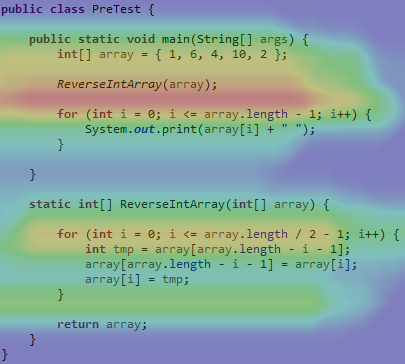 public class PreTest {
public static void main(String[] args) {
int[] array = { 1, 6, 4, 10, 2 };
ReverseIntArray(array);
for (int i = 0; i <= array.length - 1; i++) {
System.out.print(array[i] + " ");
}
}
static int[] ReverseIntArray(int[] array) {
for (int i = 0; i <= array.length / 2 - 1; i++) {
int tmp = array[array.length - i - 1];
array[array.length - i - 1] = array[i];
array[i] = tmp;
}
return array;
}
}